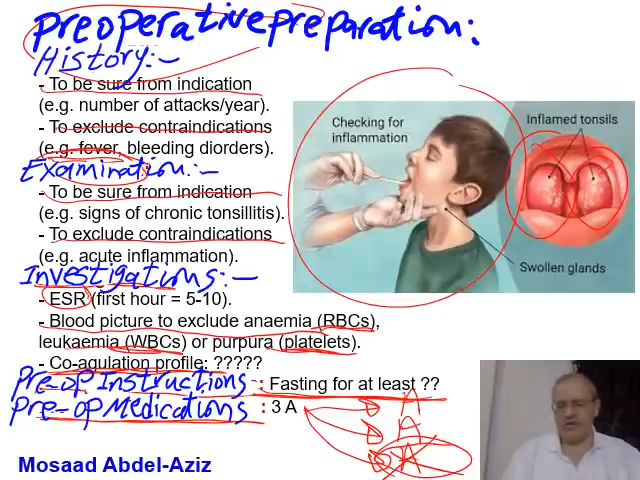 preoperative preparation:
History:-
- To be sure from indication
(e.g. number of attacks/year).
- To exclude contraindications
(e.g. fever, bleeding diorders).
Examination:-
- To be sure from indication
(e.g. signs of chronic tonsillitis).
- To exclude contraindications
(e.g. acute inflammation).
Investigations:-
- ESR (first hour = 5-10).
- Blood picture to exclude anaemia (RBCs),
leukaemia (WBCs) or purpura (platelets).
- Co-agulation profile: ?????
Pre-op Instructions : Fasting for at least ??
Pre-op Medications : 3 A
A
A
A
Mosaad Abdel-Aziz
Checking for
inflammation
Inflamed tonsils
Swollen glands